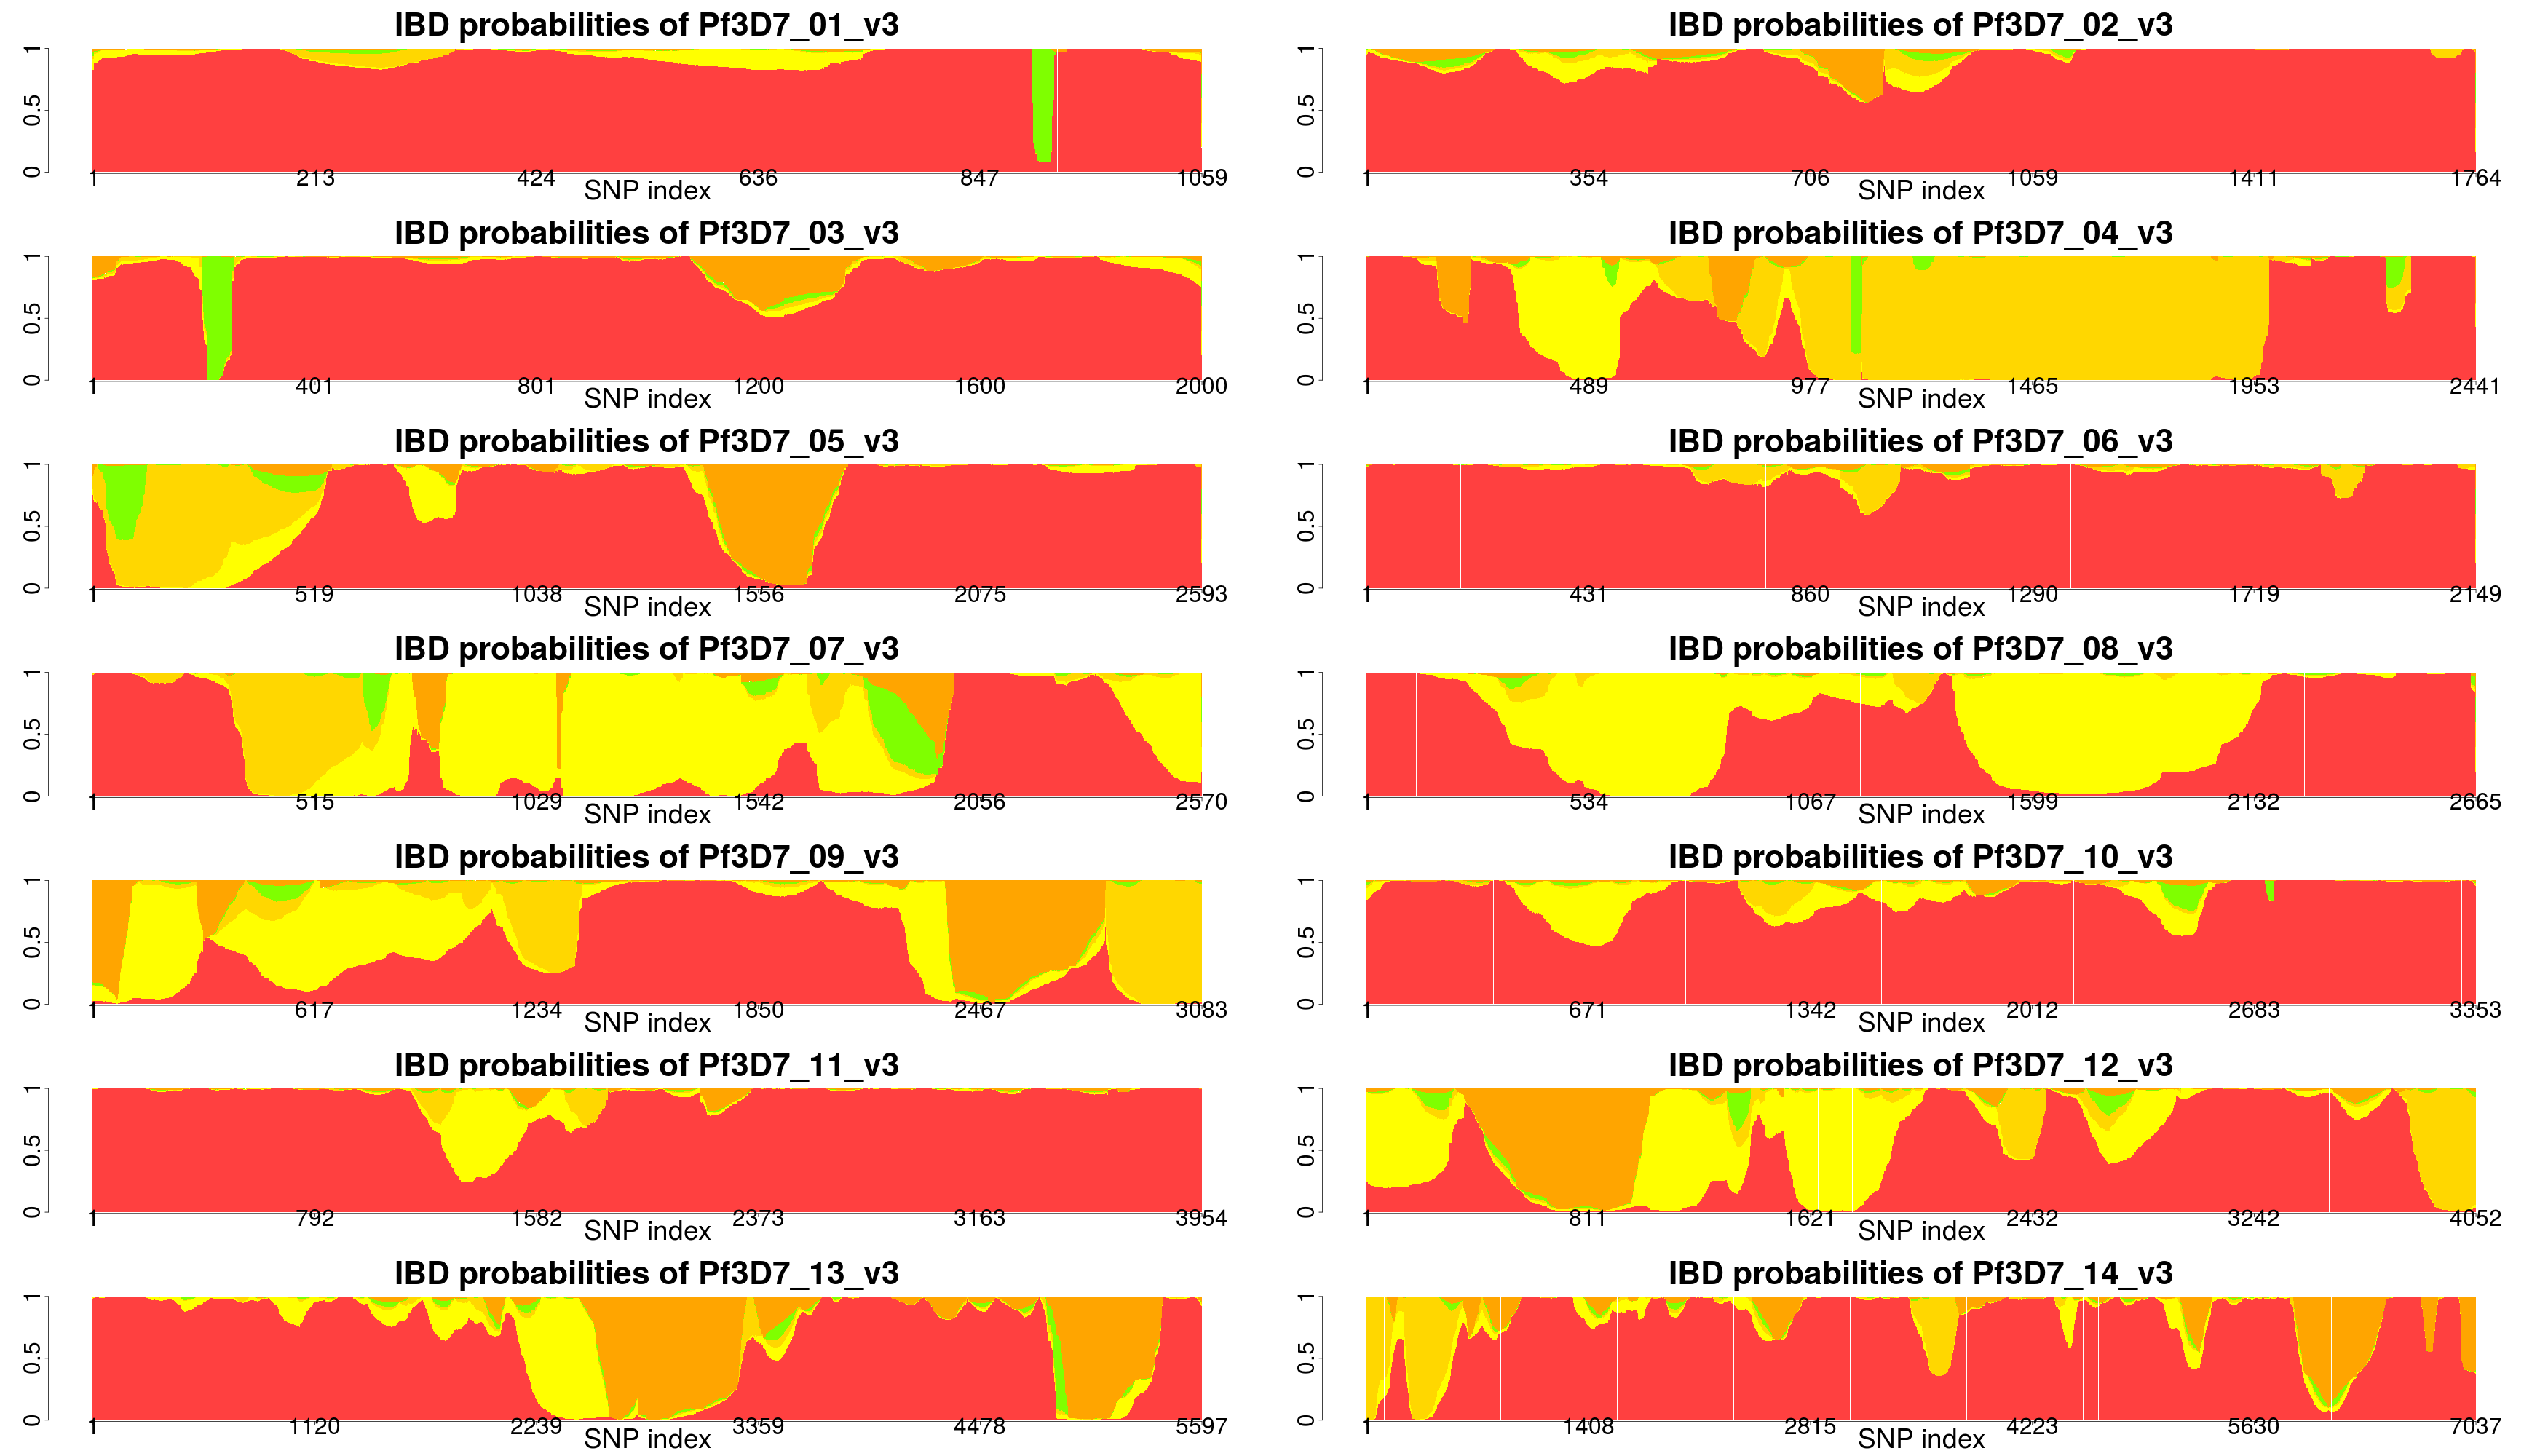 IBD probabilities of Pf3D7_01_v3
0 0.5 1
1 213 424 636 847 1059
SNP index
IBD probabilities of Pf3D7_02_v3
0 0.5 1
1 354 706 1059 1411 1764
SNP index
IBD probabilities of Pf3D7_03_v3
0 0.5 1
1 401 801 1200 1600 2000
SNP index
IBD probabilities of Pf3D7_04_v3
0 0.5 1
1 489 977 1465 1953 2441
SNP index
IBD probabilities of Pf3D7_05_v3
0 0.5 1
1 519 1038 1556 2075 2593
SNP index
IBD probabilities of Pf3D7_06_v3
0 0.5 1
1 431 860 1290 1719 2149
SNP index
IBD probabilities of Pf3D7_07_v3
0 0.5 1
1 515 1029 1542 2056 2570
SNP index
IBD probabilities of Pf3D7_08_v3
0 0.5 1
1 534 1067 1599 2132 2665
SNP index
IBD probabilities of Pf3D7_09_v3
0 0.5 1
1 617 1234 1850 2467 3083
SNP index
IBD probabilities of Pf3D7_10_v3
0 0.5 1
1 671 1342 2012 2683 3353
SNP index
IBD probabilities of Pf3D7_11_v3
0 0.5 1
1 792 1582 2373 3163 3954
SNP index
IBD probabilities of Pf3D7_12_v3
0 0.5 1
1 811 1621 2432 3242 4052
SNP index
IBD probabilities of Pf3D7_13_v3
0 0.5 1
1 1120 2239 3359 4478 5597
SNP index
IBD probabilities of Pf3D7_14_v3
0 0.5 1
1 1408 2815 4223 5630 7037
SNP index